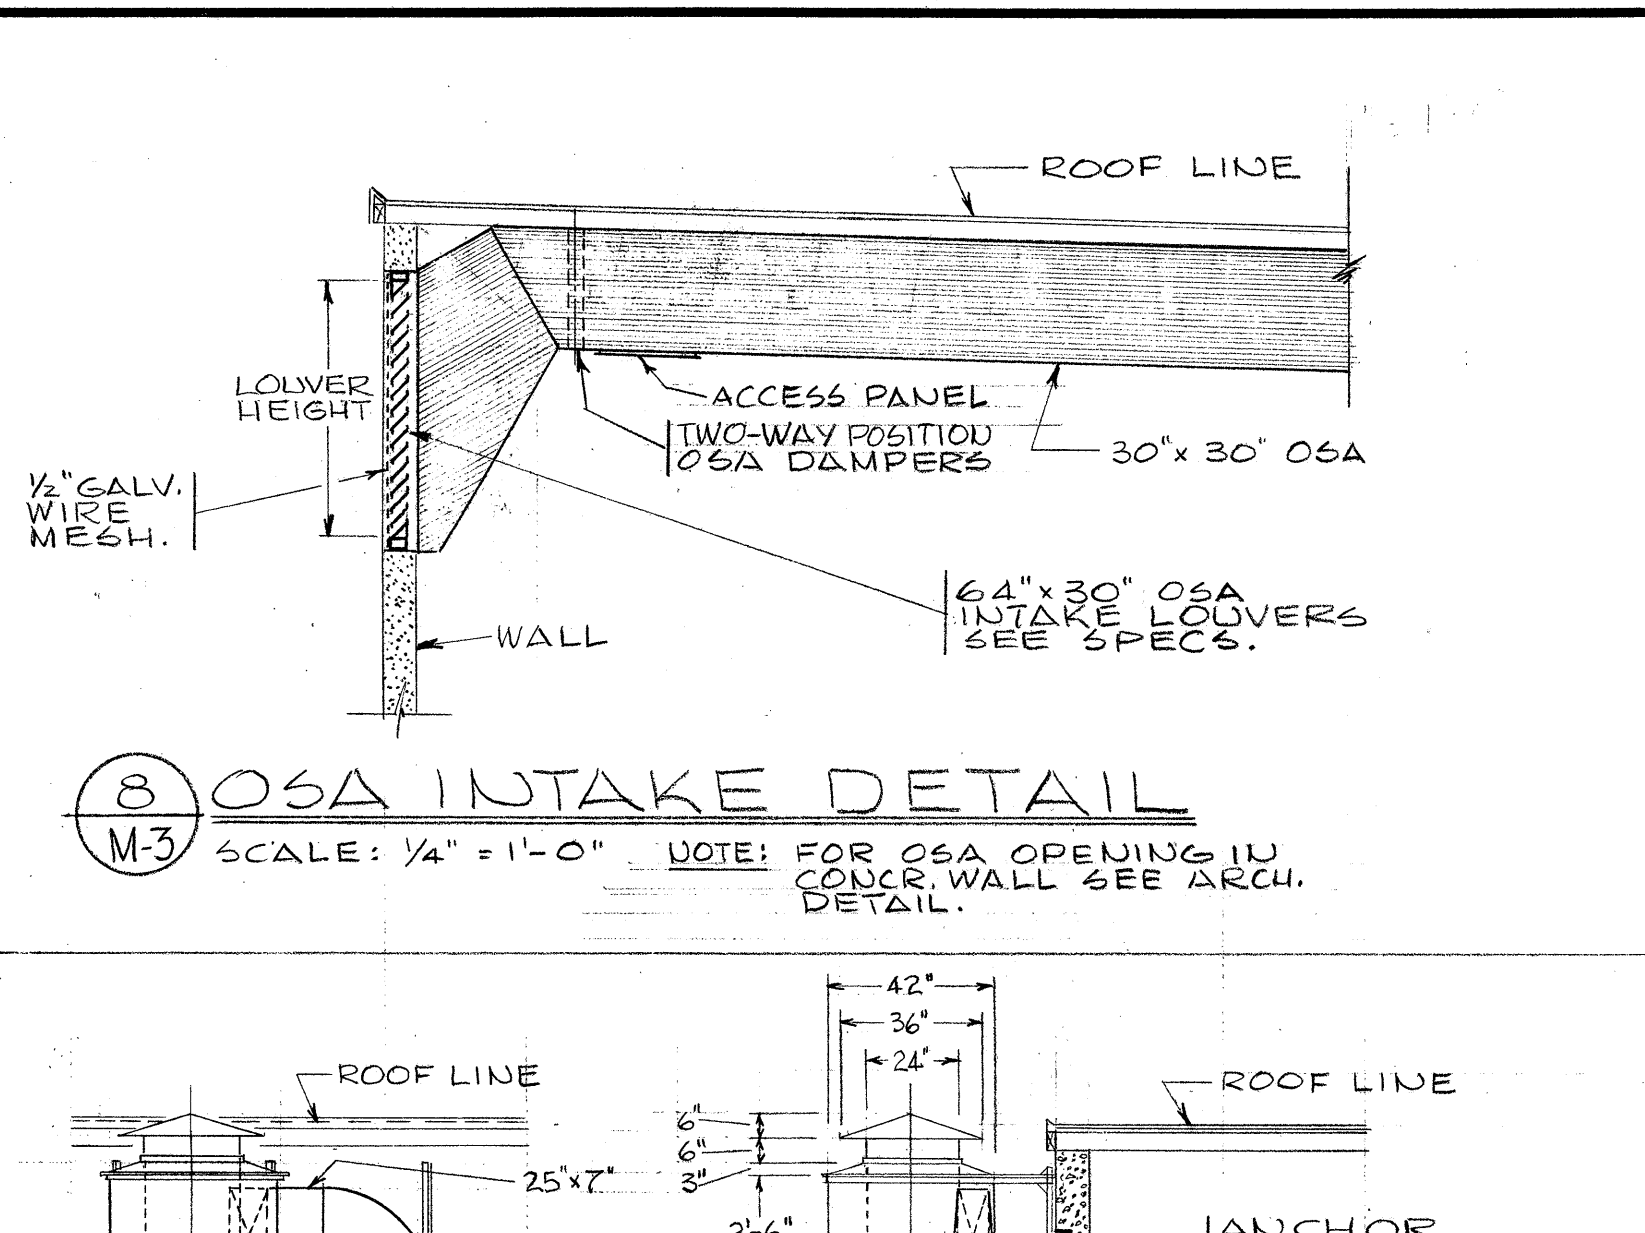 ROOF LINE
LOUVER
HEIGHT
ACCESS PANEL
TWO-WAY POSITION
OSA DAMPERS
30"x 30" OSA
1/2" GALV.
WIRE
MESH.
64"x30" OSA
INTAKE LOUVERS
SEE SPECS.
WALL
8
M-3
OSA INTAKE DETAIL
SCALE: 1/4" = 1'-0"
NOTE: FOR OSA OPENING IN
CONCR. WALL SEE ARCH.
DETAIL.
42"
36"
24"
ROOF LINE
ROOF LINE
6"
6"
3"
25"x7"
ANCHOR